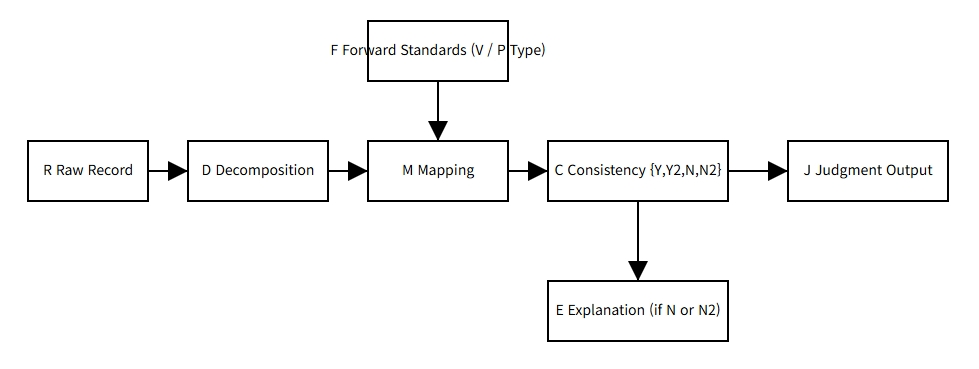 F Forward Standards (V / P Type)
R Raw Record
D Decomposition
M Mapping
C Consistency {Y,Y2,N,N2}
J Judgment Output
E Explanation (if N or N2)